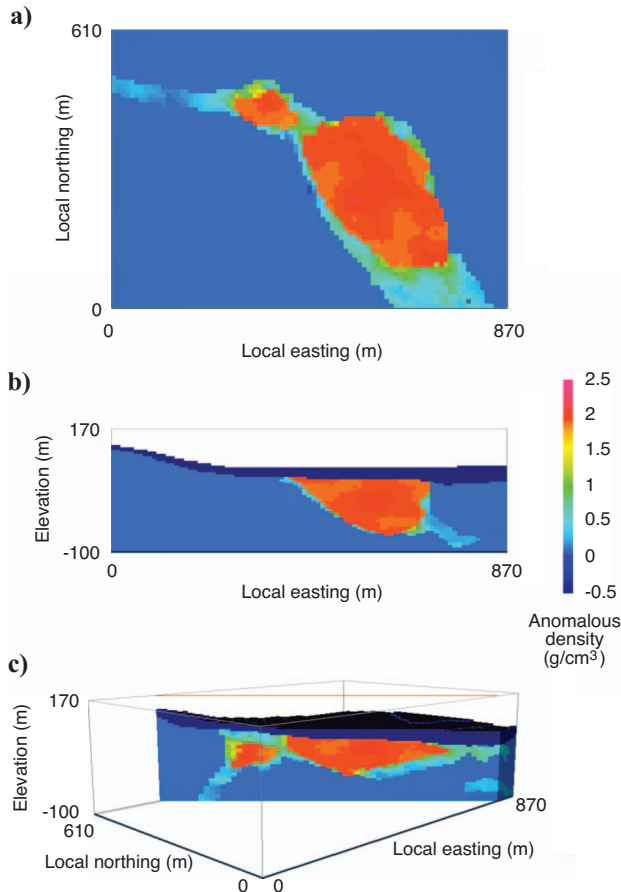 a)
610
Local northing (m)
0
0
870
Local easting (m)
b)
170
Elevation (m)
-100
0
870
Local easting (m)
2.5
2
1.5
1
0.5
0
-0.5
Anomalous
density
(g/cm³)
c)
170
Elevation (m)
-100
610
Local northing (m)
0
0
Local easting (m)
870